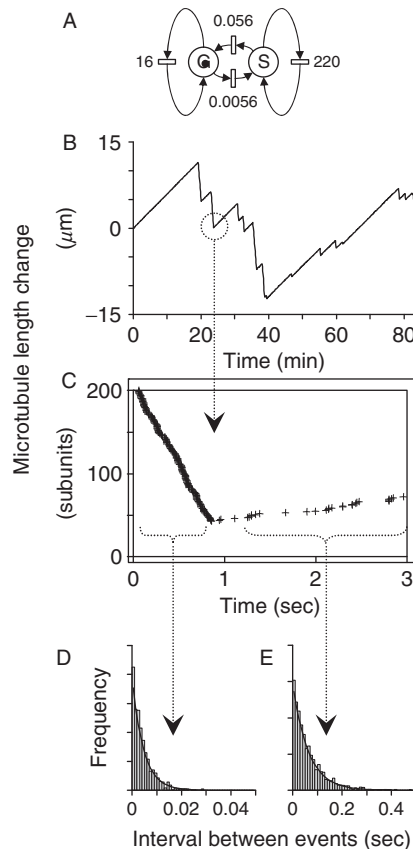 A
0.056
16
G
S
220
0.0056
B
15
0
−15
0 20 40 60 80
Time (min)
Microtubule length change
(μm)
C
200
100
0
(subunits)
1 2 3
Time (sec)
D
E
Frequency
0 0.02 0.04
0 0.2 0.4
Interval between events (sec)